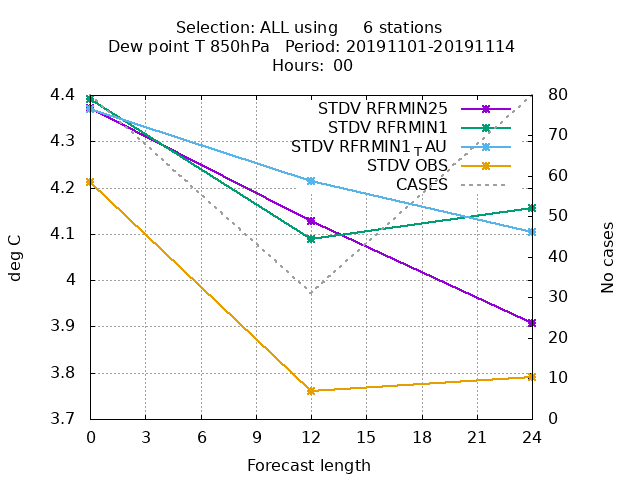 Selection: ALL using     6 stations
Dew point T 850hPa   Period: 20191101-20191114
Hours:  00
4.4
4.3
4.2
4.1
4
3.9
3.8
3.7
deg C
STDV RFRMIN25
STDV RFRMIN1
STDV RFRMIN1TAU
STDV OBS
CASES
80
70
60
50
40
30
20
10
0
No cases
0 3 6 9 12 15 18 21 24
Forecast length